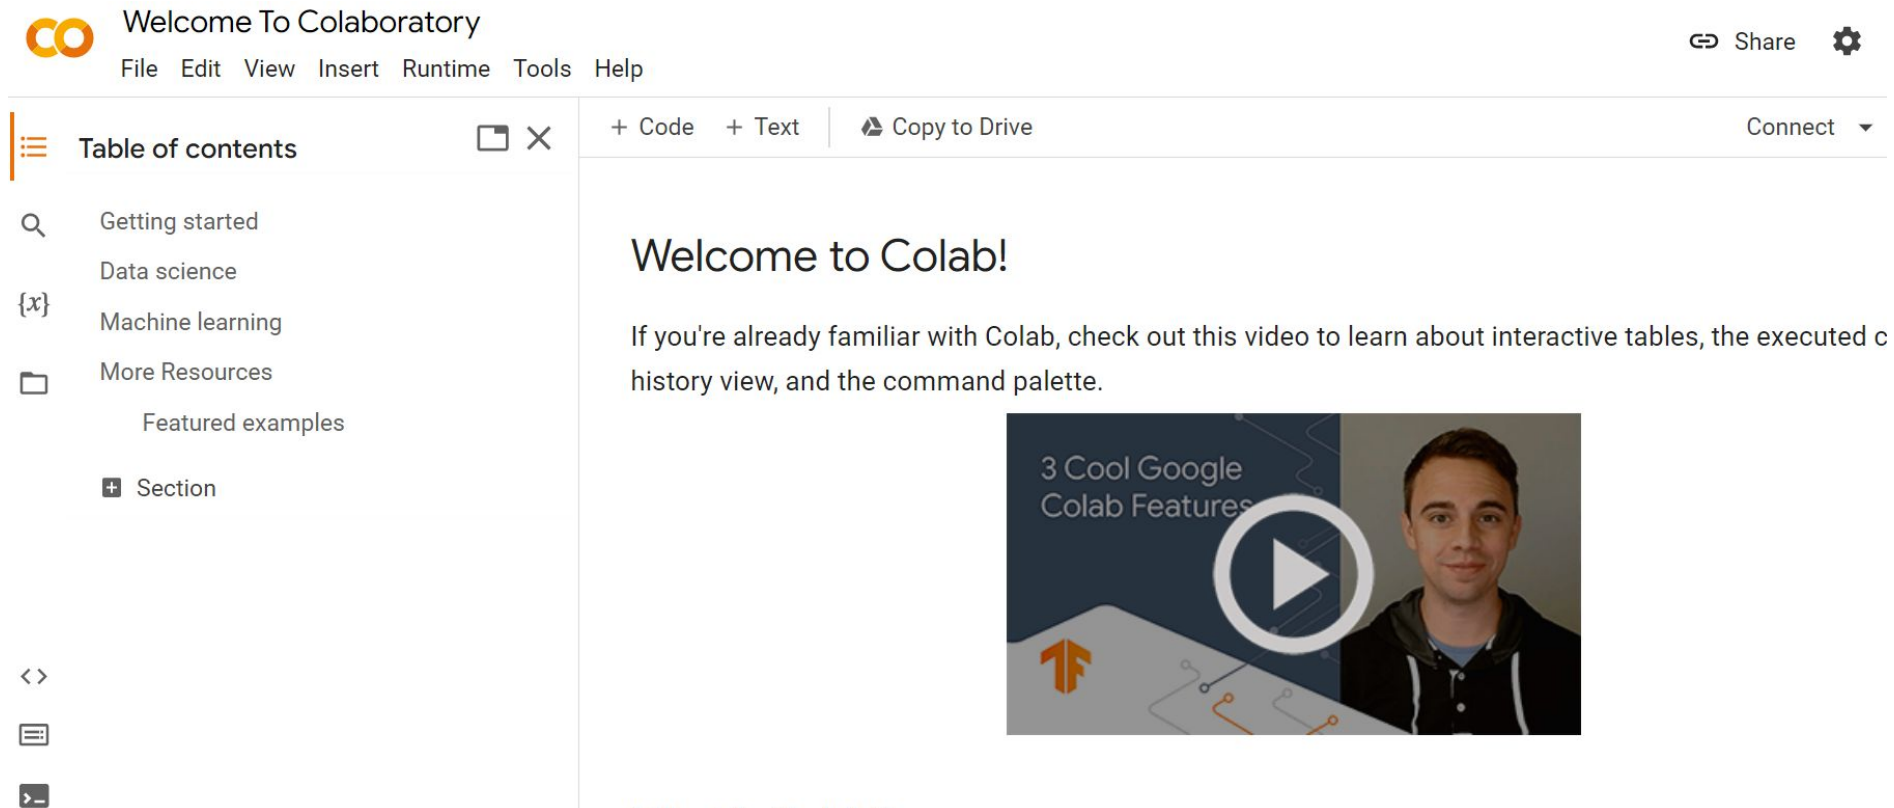 Welcome To Colaboratory
File Edit View Insert Runtime Tools Help
Share
Table of contents
Getting started
Data science
Machine learning
More Resources
Featured examples
Section
+ Code + Text Copy to Drive
Connect
Welcome to Colab!
If you're already familiar with Colab, check out this video to learn about interactive tables, the executed c
history view, and the command palette.
3 Cool Google
Colab Features
{x}